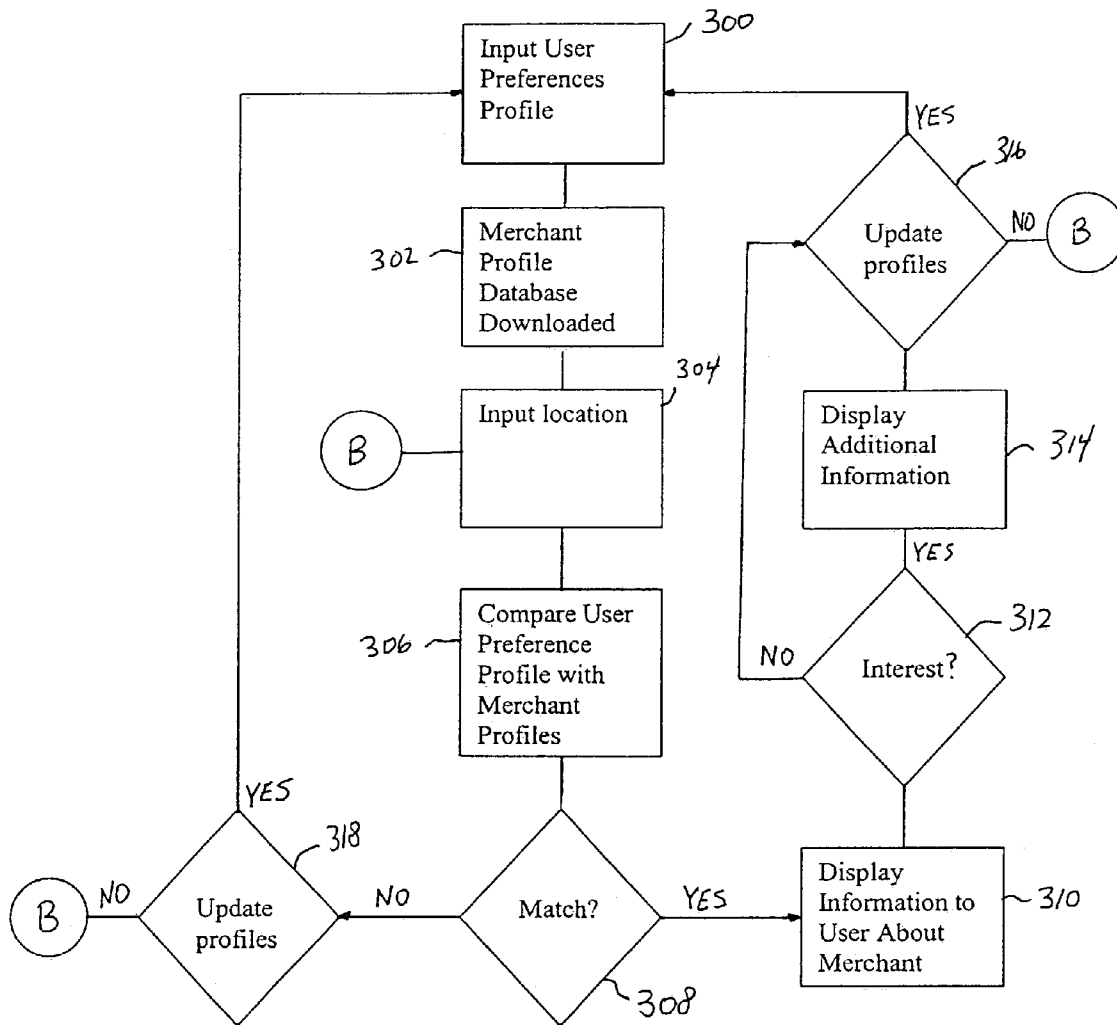 300
Input User
Preferences
Profile
YES
316
Update
profiles
NO
B
302
Merchant
Profile
Database
Downloaded
304
Input location
B
Display
Additional
Information
314
YES
306
Compare User
Preference
Profile with
Merchant
Profiles
NO
Interest?
312
YES
318
Update
profiles
NO
B
NO
Match?
308
YES
Display
Information to
User About
Merchant
310